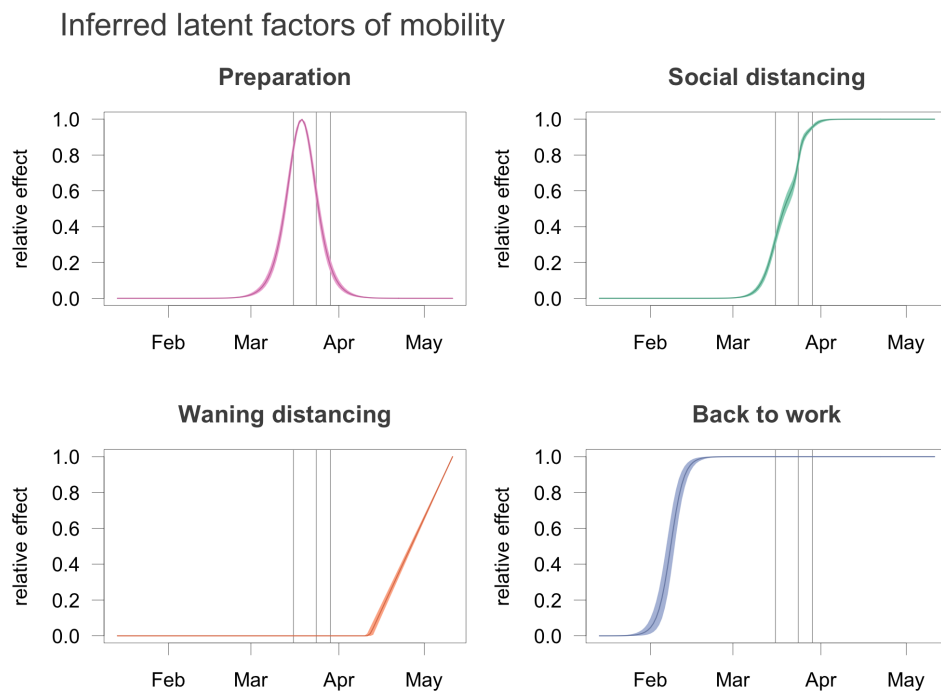 Inferred latent factors of mobility
Preparation
relative effect
1.0
0.8
0.6
0.4
0.2
0.0
Feb Mar Apr May
Social distancing
relative effect
1.0
0.8
0.6
0.4
0.2
0.0
Feb Mar Apr May
Waning distancing
relative effect
1.0
0.8
0.6
0.4
0.2
0.0
Feb Mar Apr May
Back to work
relative effect
1.0
0.8
0.6
0.4
0.2
0.0
Feb Mar Apr May